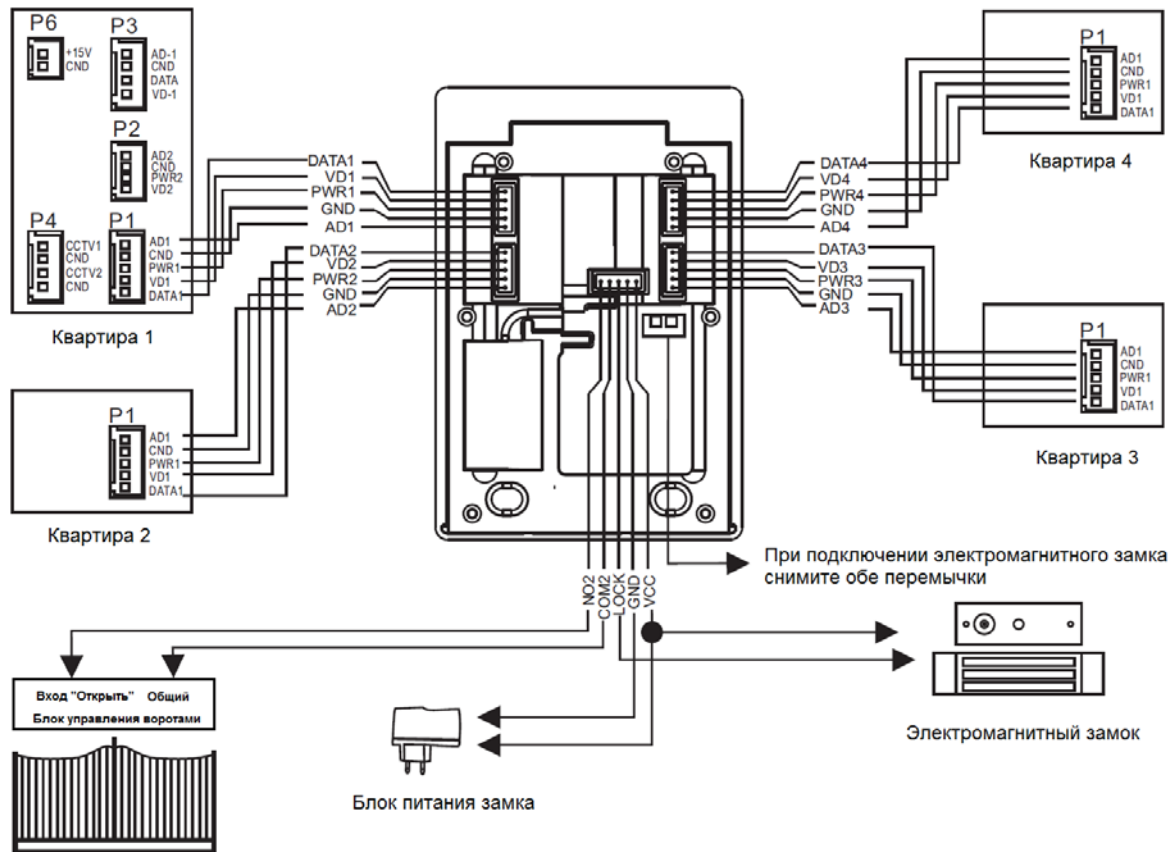 P6
+15V
CND
P3
AD-1
CND
DATA
VD-1
P2
AD2
CND
PWR2
VD2
P4
CCTV1
CND
CCTV2
CND
P1
AD1
CND
PWR1
VD1
DATA1
Квартира 1
P1
AD1
CND
PWR1
VD1
DATA1
Квартира 2
DATA1
VD1
PWR1
GND
AD1
DATA2
VD2
PWR2
GND
AD2
DATA4
VD4
PWR4
GND
AD4
DATA3
VD3
PWR3
GND
AD3
P1
AD1
CND
PWR1
VD1
DATA1
Квартира 4
P1
AD1
CND
PWR1
VD1
DATA1
Квартира 3
NO2
COM2
LOCK
GND
VCC
При подключении электромагнитного замка
снимите обе перемычки
Вход "Открыть" Общий
Блок управления воротами
Блок питания замка
Электромагнитный замок